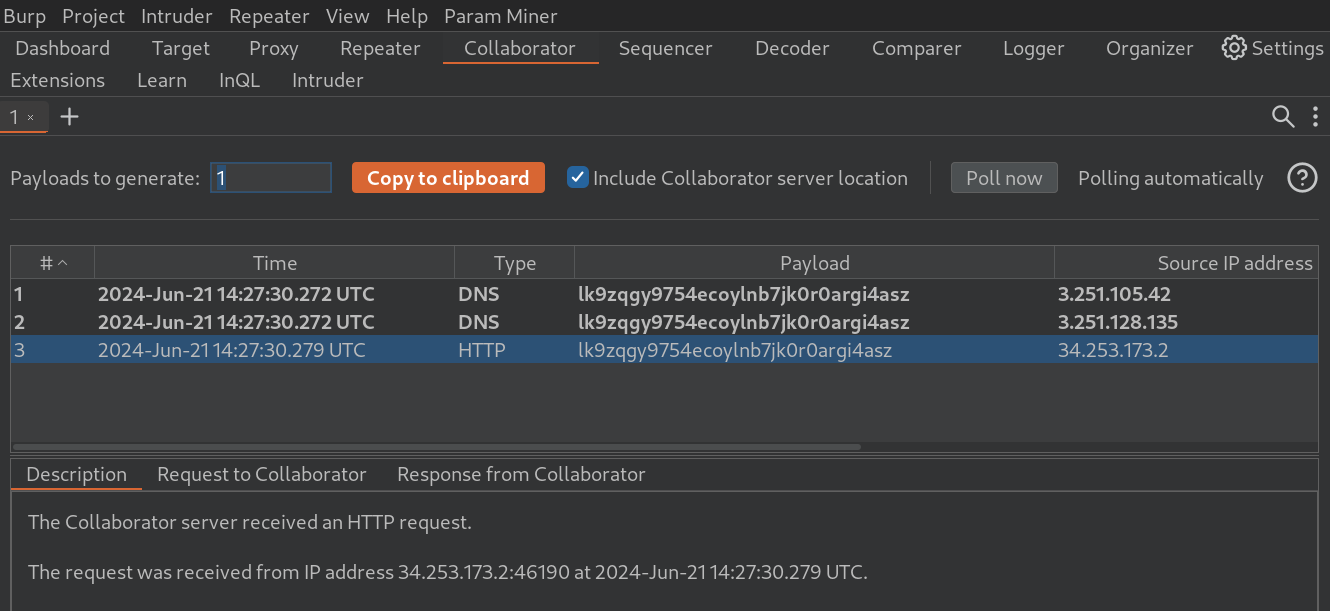 Burp Project Intruder Repeater View Help Param Miner
Dashboard Target Proxy Repeater Collaborator Sequencer Decoder Comparer Logger Organizer Settings
Extensions Learn InQL Intruder
1 ×
Payloads to generate: 1 Copy to clipboard Include Collaborator server location Poll now Polling automatically ?
# Time Type Payload Source IP address
1 2024-Jun-21 14:27:30.272 UTC DNS lk9zqgy9754ecoylnb7jk0r0argi4asz 3.251.105.42
2 2024-Jun-21 14:27:30.272 UTC DNS lk9zqgy9754ecoylnb7jk0r0argi4asz 3.251.128.135
3 2024-Jun-21 14:27:30.279 UTC HTTP lk9zqgy9754ecoylnb7jk0r0argi4asz 34.253.173.2
Description Request to Collaborator Response from Collaborator
The Collaborator server received an HTTP request.
The request was received from IP address 34.253.173.2:46190 at 2024-Jun-21 14:27:30.279 UTC.